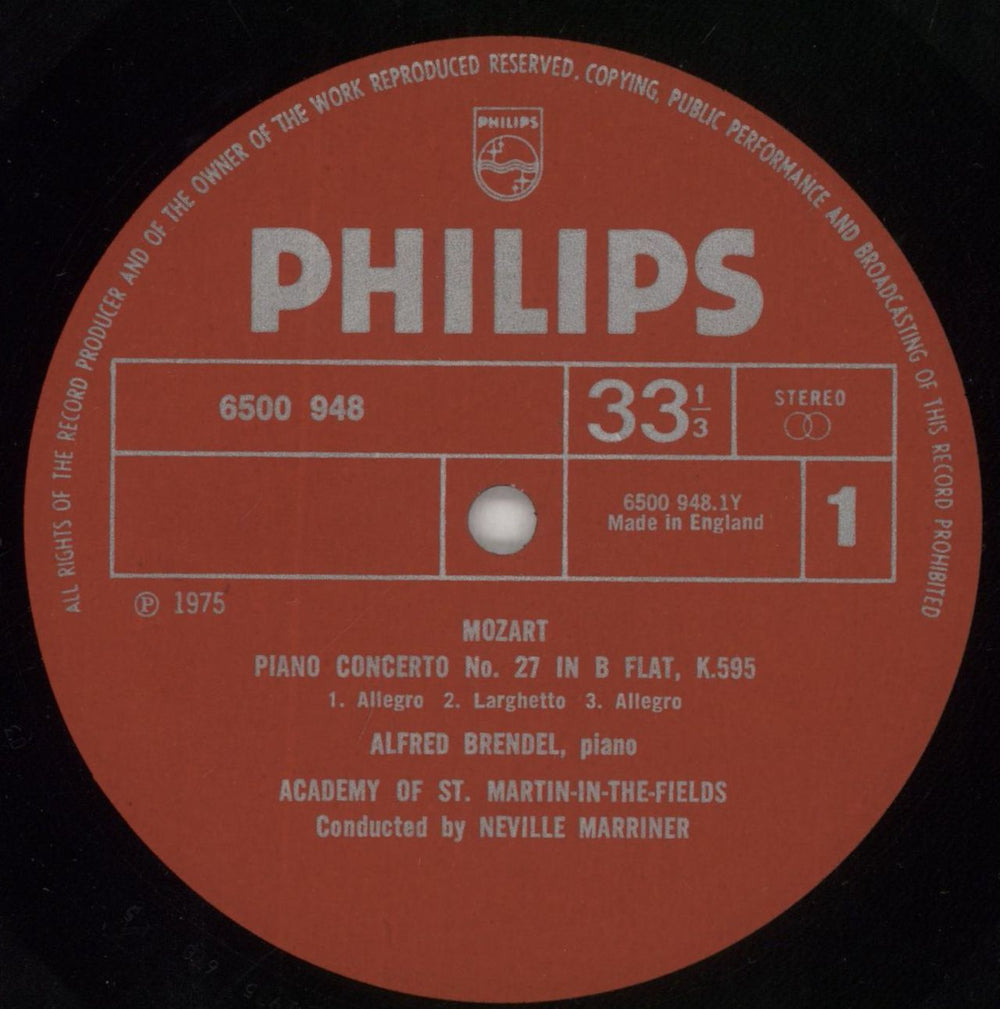 ALL RIGHTS OF THE RECORD PRODUCER AND OF THE OWNER OF THE WORK REPRODUCED RESERVED. COPYING, PUBLIC PERFORMANCE AND BROADCASTING OF THIS RECORD PROHIBITED
PHILIPS
PHILIPS
6500 948
33 1/3
STEREO
6500 948.1Y
Made in England
1
Ⓟ 1975
MOZART
PIANO CONCERTO No. 27 IN B FLAT, K.595
1. Allegro 2. Larghetto 3. Allegro
ALFRED BRENDEL, piano
ACADEMY OF ST. MARTIN-IN-THE-FIELDS
Conducted by NEVILLE MARRINER